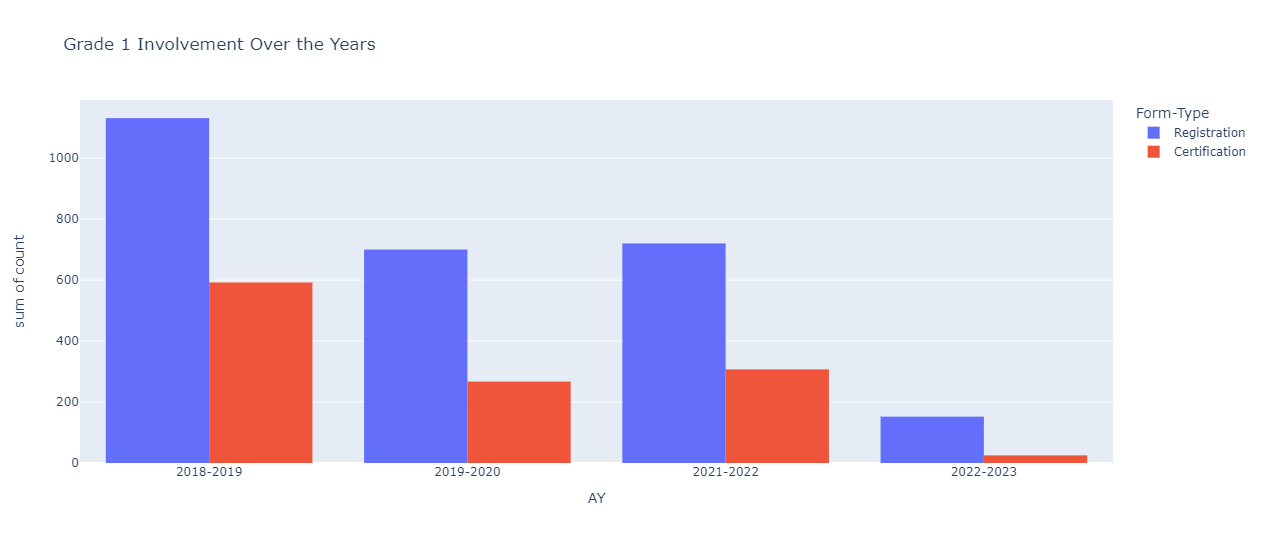 Grade 1 Involvement Over the Years
Form-Type
Registration
Certification
sum of count
1000
800
600
400
200
0
2018-2019
2019-2020
2021-2022
2022-2023
AY